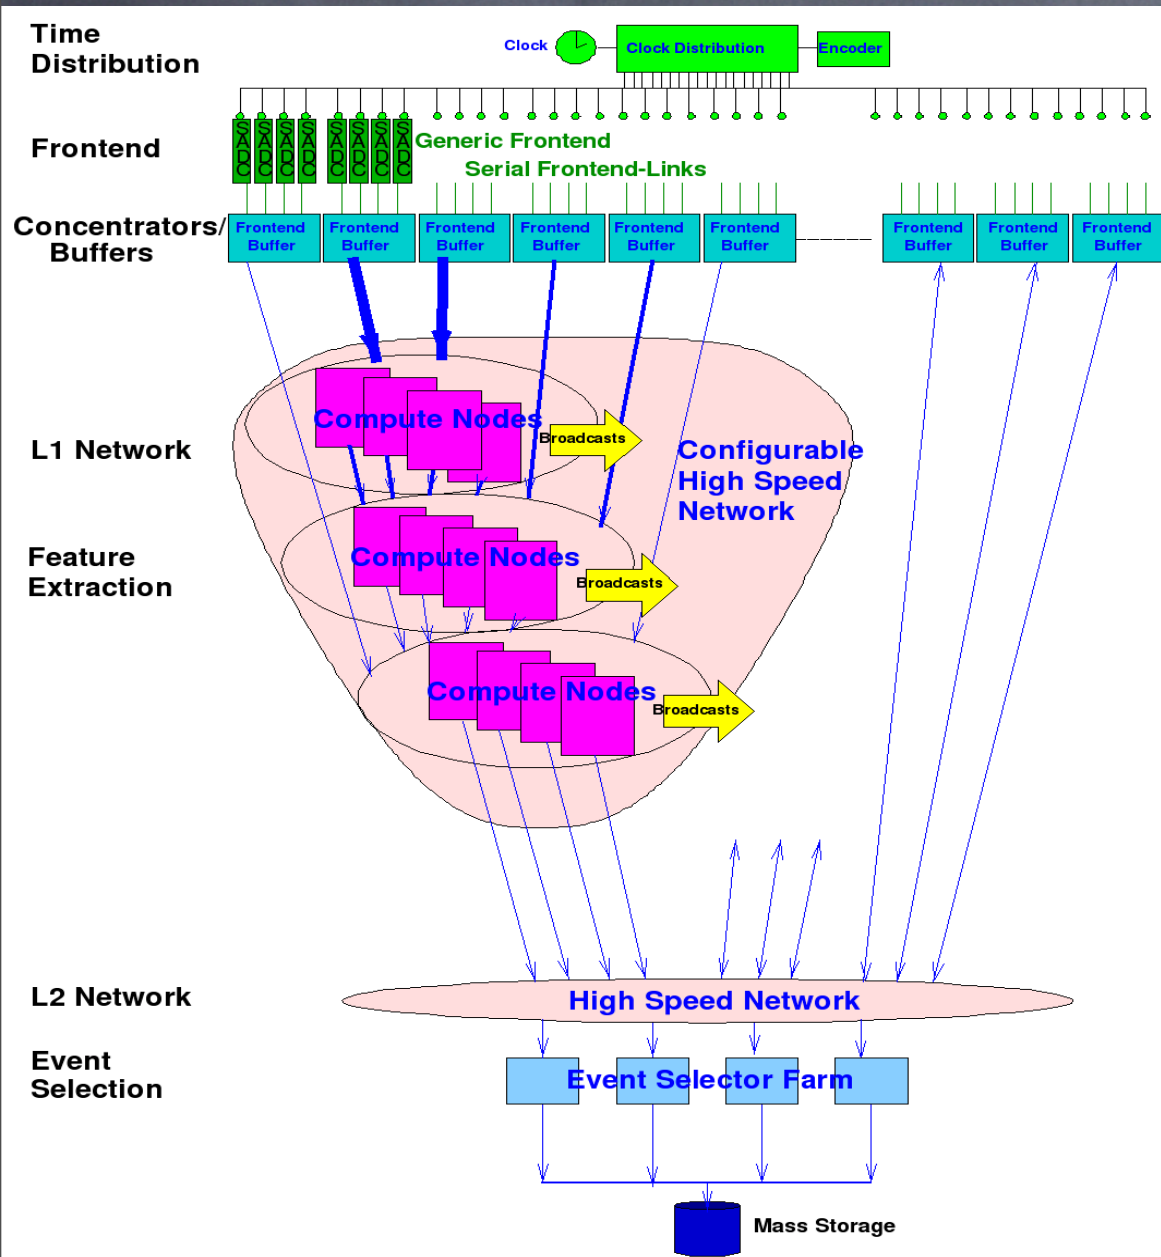 Time
Distribution
Clock
Clock Distribution
Encoder
Frontend
SADC SADC SADC SADC SADC SADC SADC SADC
Generic Frontend
Serial Frontend-Links
Concentrators/
Buffers
Frontend Buffer
Frontend Buffer
Frontend Buffer
Frontend Buffer
Frontend Buffer
Frontend Buffer
Frontend Buffer
Frontend Buffer
Frontend Buffer
L1 Network
Compute Nodes
Broadcasts
Configurable
High Speed
Network
Feature
Extraction
Compute Nodes
Broadcasts
Compute Nodes
Broadcasts
L2 Network
High Speed Network
Event
Selection
Event Selector Farm
Mass Storage